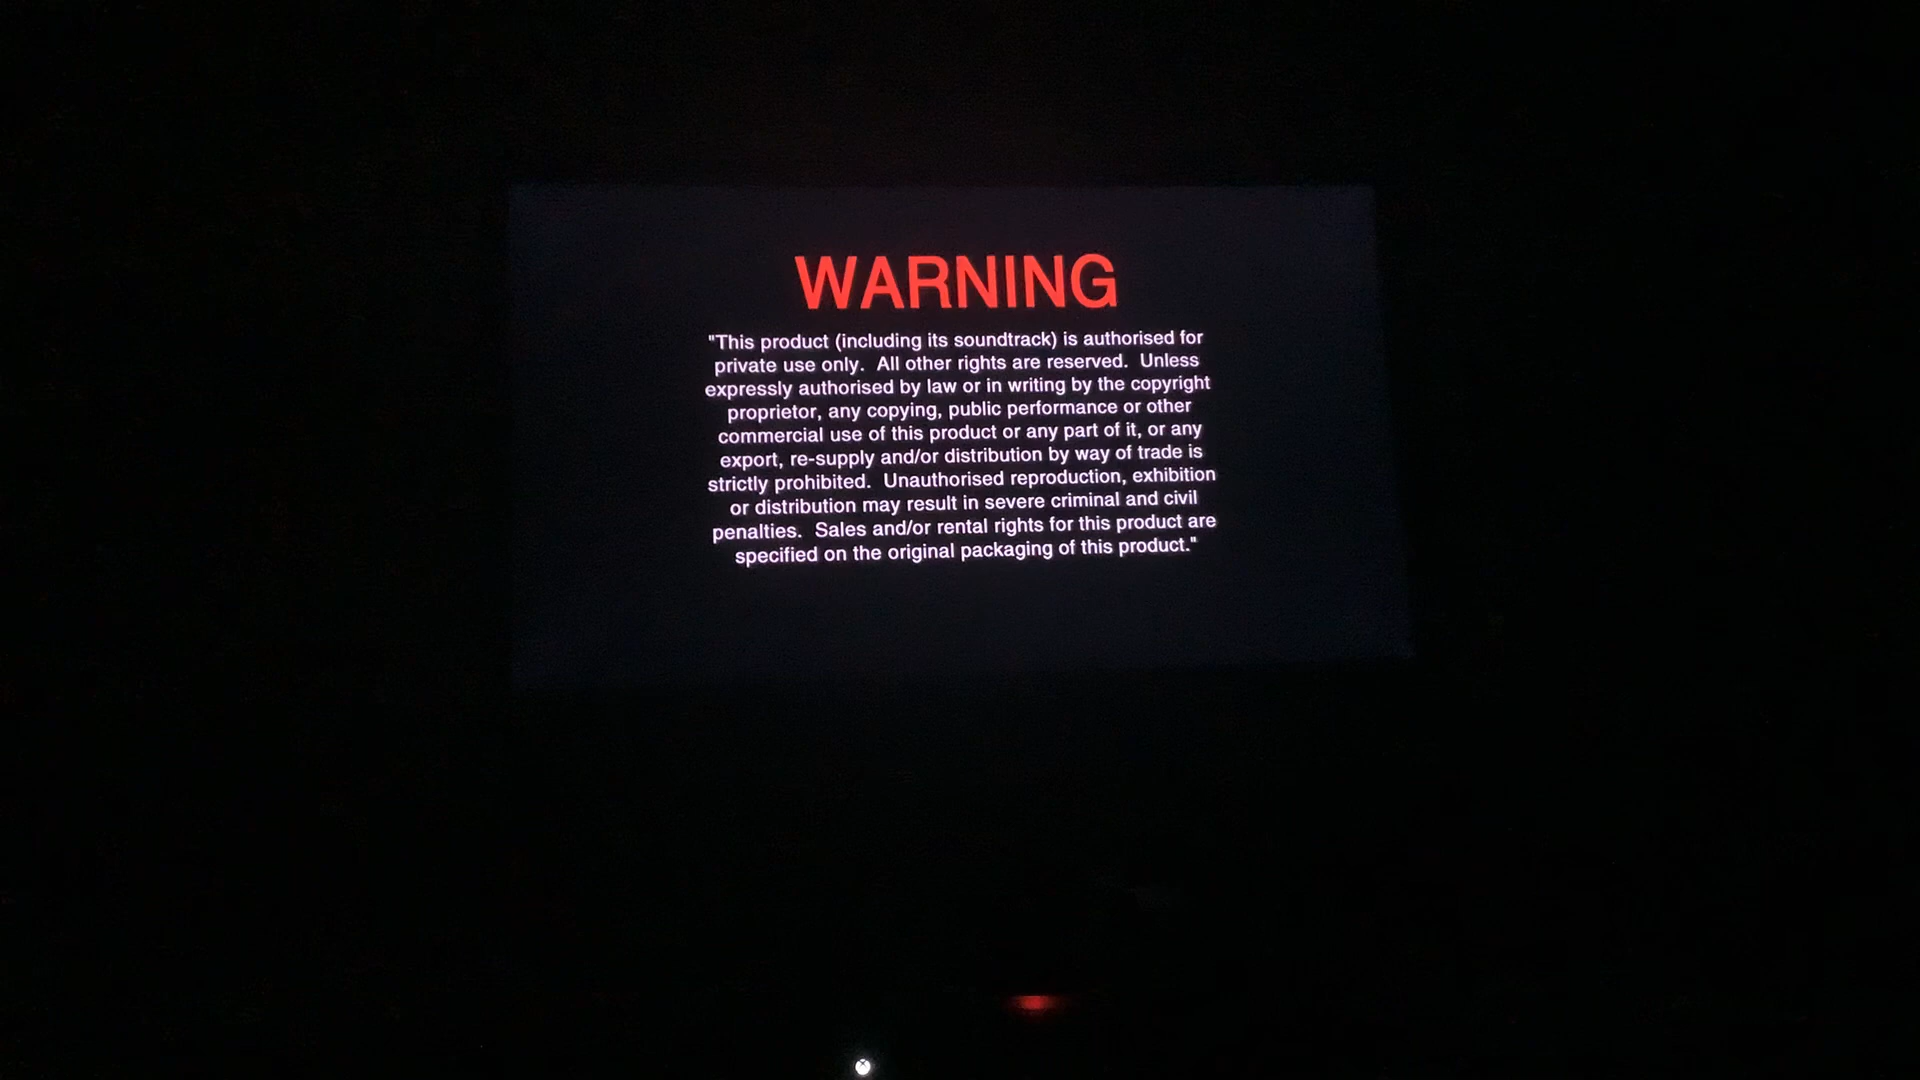 WARNING
"This product (including its soundtrack) is authorised for
private use only.  All other rights are reserved.  Unless
expressly authorised by law or in writing by the copyright
proprietor, any copying, public performance or other
commercial use of this product or any part of it, or any
export, re-supply and/or distribution by way of trade is
strictly prohibited.  Unauthorised reproduction, exhibition
or distribution may result in severe criminal and civil
penalties.  Sales and/or rental rights for this product are
specified on the original packaging of this product."